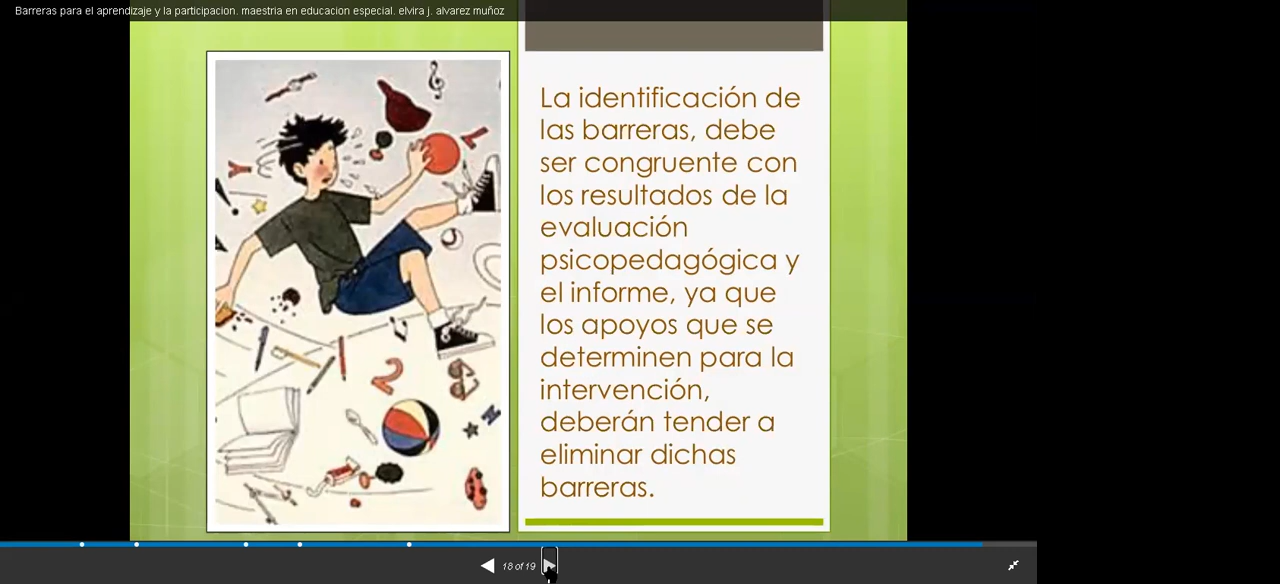 Barreras para el aprendizaje y la participacion. maestria en educacion especial. elvira j. alvarez muñoz
La identificación de
las barreras, debe
ser congruente con
los resultados de la
evaluación
psicopedagógica y
el informe, ya que
los apoyos que se
determinen para la
intervención,
deberán tender a
eliminar dichas
barreras.
2
18 of 19